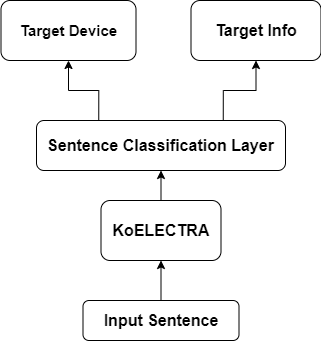 Target Device
Target Info
Sentence Classification Layer
KoELECTRA
Input Sentence